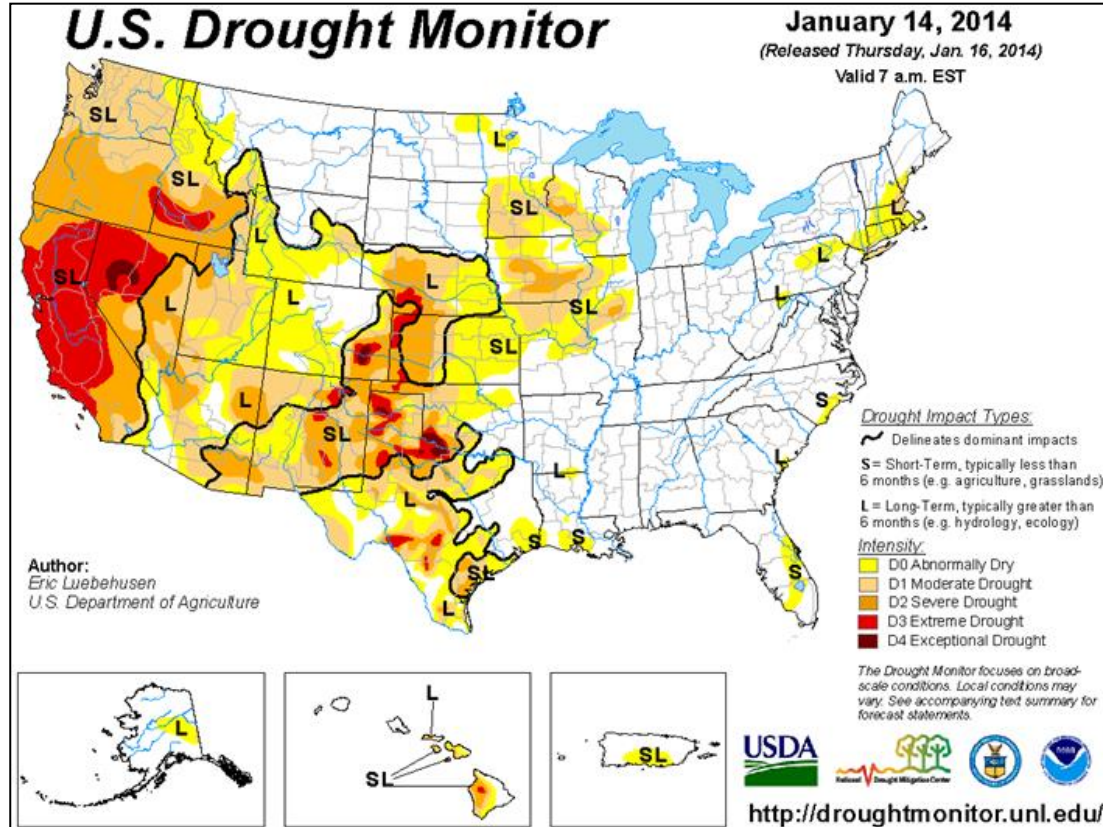 U.S. Drought Monitor
January 14, 2014
(Released Thursday, Jan. 16, 2014)
Valid 7 a.m. EST
SL
SL
SL
L
L
L
L
SL
L
SL
L
SL
SL
SL
L
L
SL
L
L
L
L
S
L
L
S
S
S
Author:
Eric Luebehusen
U.S. Department of Agriculture
Drought Impact Types:
Delineates dominant impacts
S = Short-Term, typically less than
6 months (e.g. agriculture, grasslands)
L = Long-Term, typically greater than
6 months (e.g. hydrology, ecology)
Intensity:
D0 Abnormally Dry
D1 Moderate Drought
D2 Severe Drought
D3 Extreme Drought
D4 Exceptional Drought
The Drought Monitor focuses on broad-
scale conditions. Local conditions may
vary. See accompanying text summary for
forecast statements.
L
L
SL
SL
USDA
National Drought Mitigation Center
http://droughtmonitor.unl.edu/